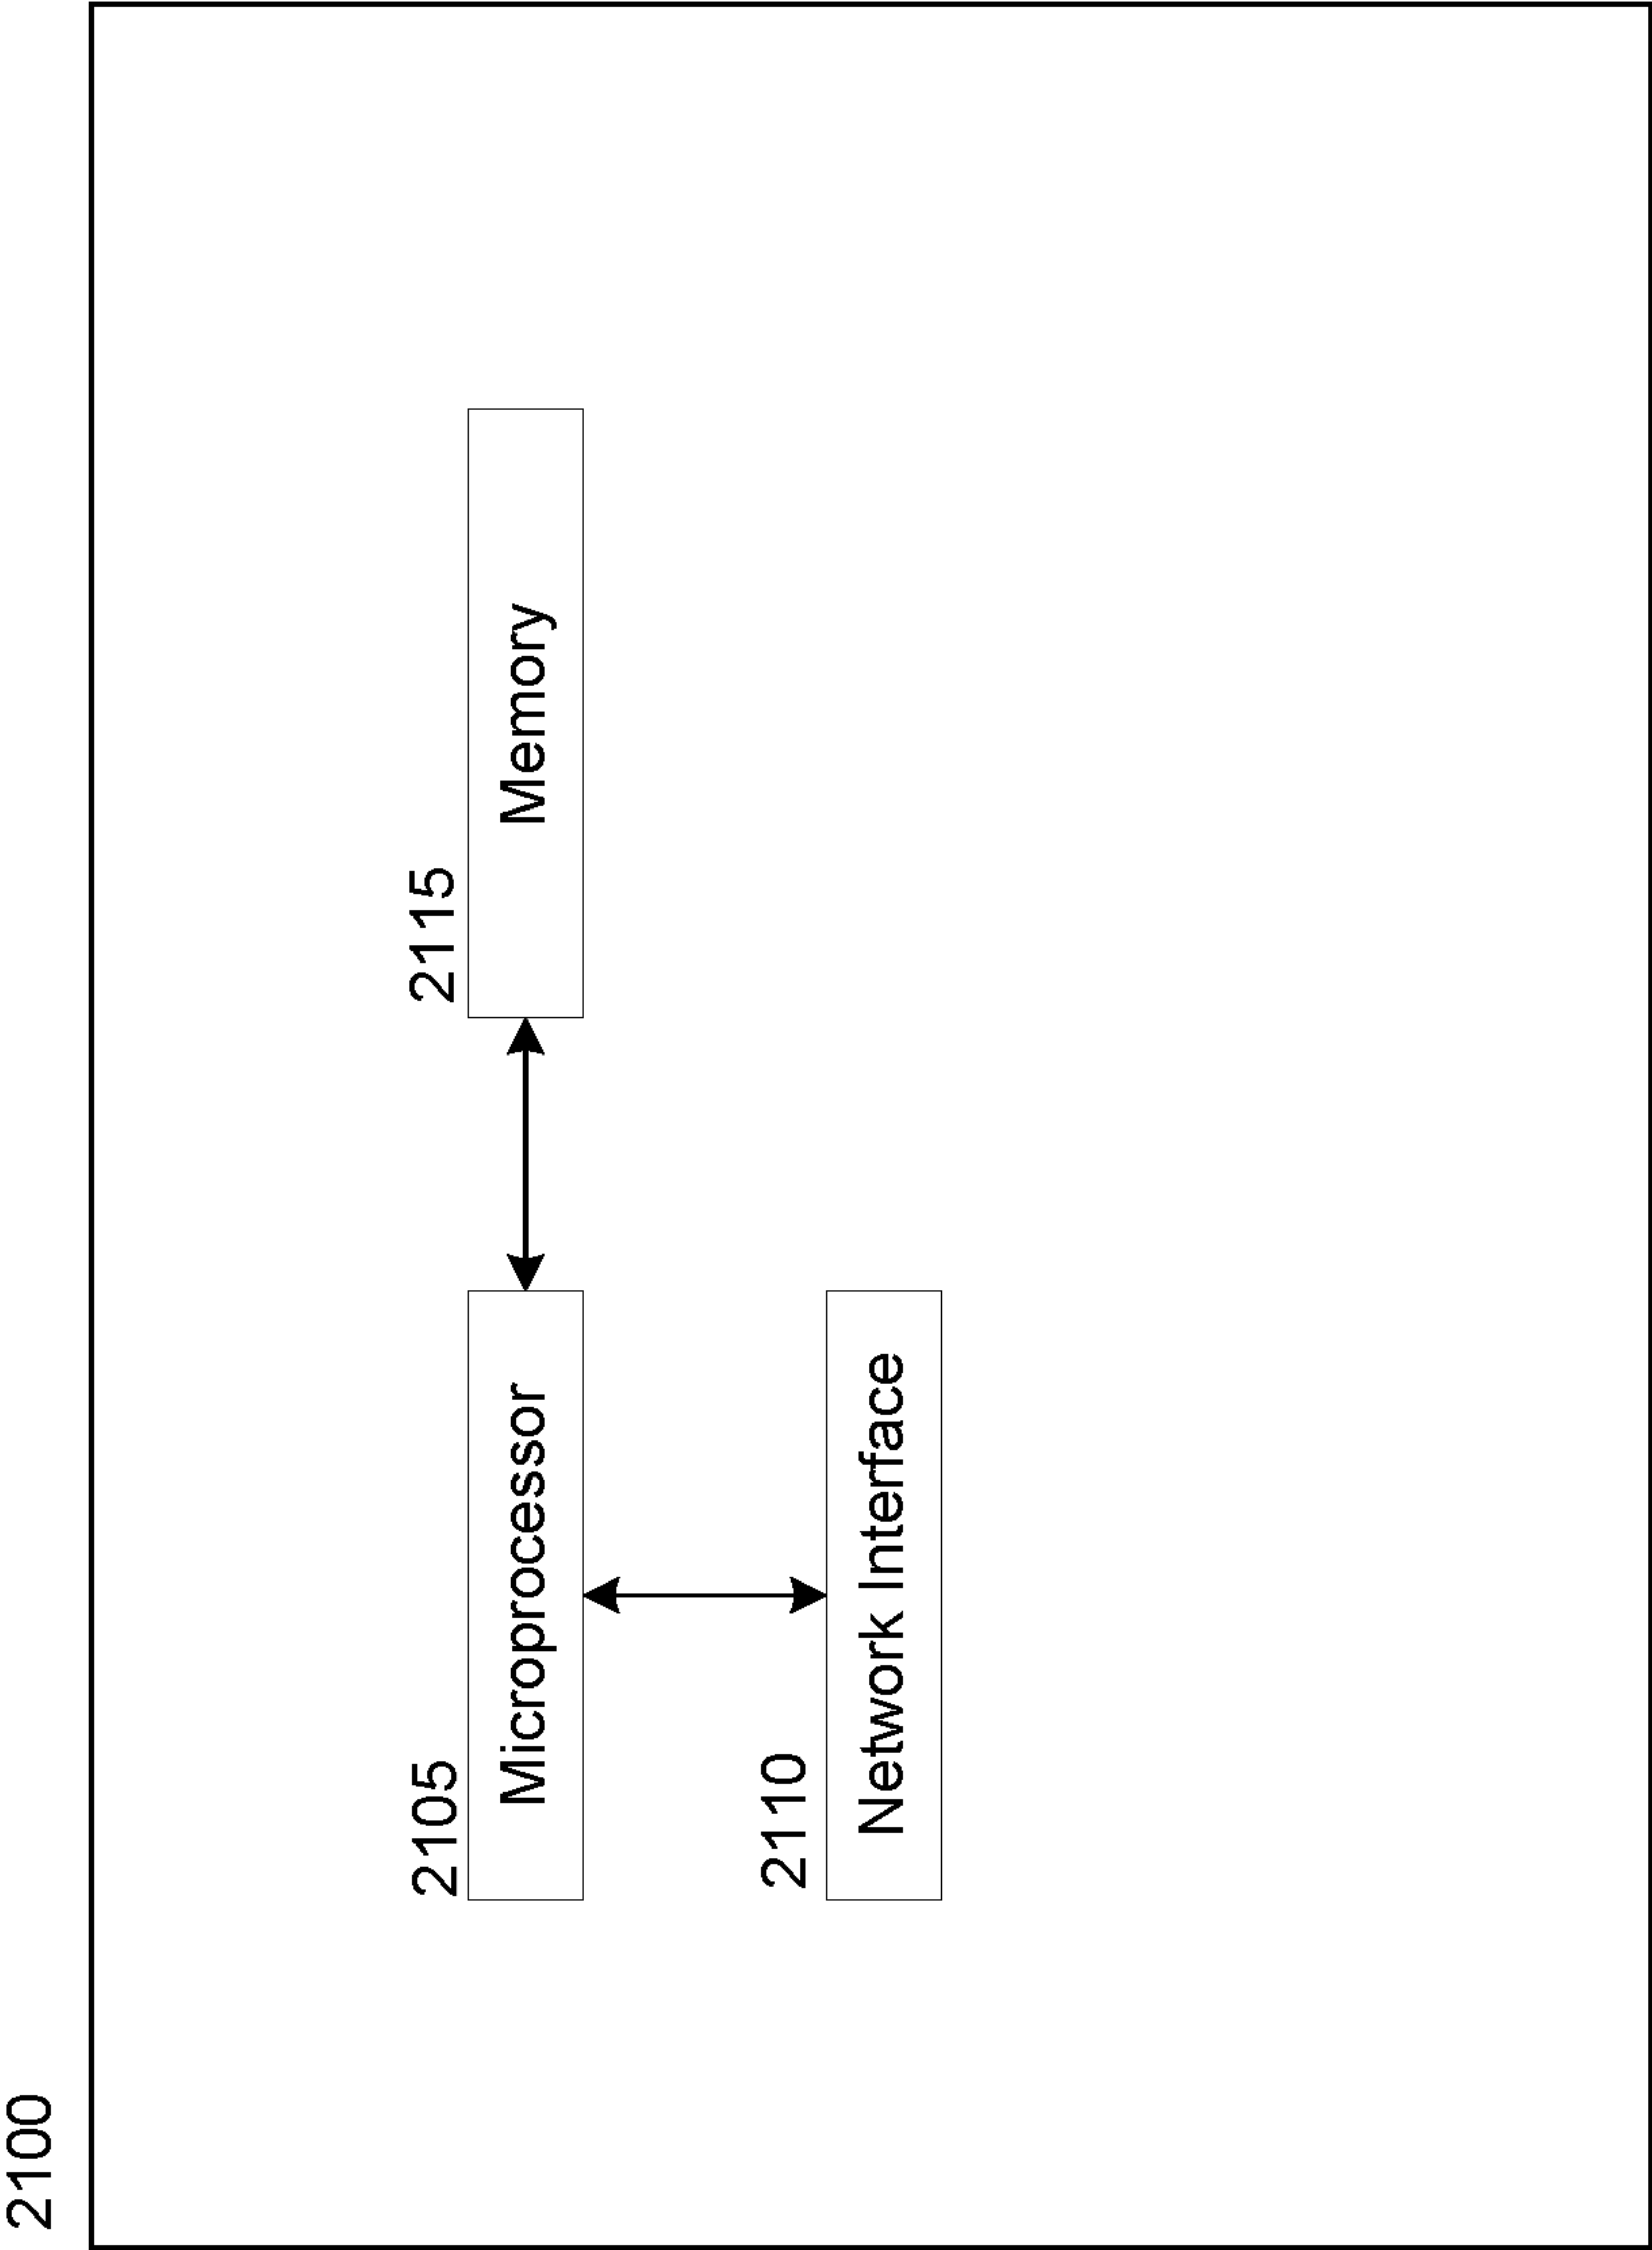 2100
2105
Microprocessor
2115
Memory
2110
Network Interface